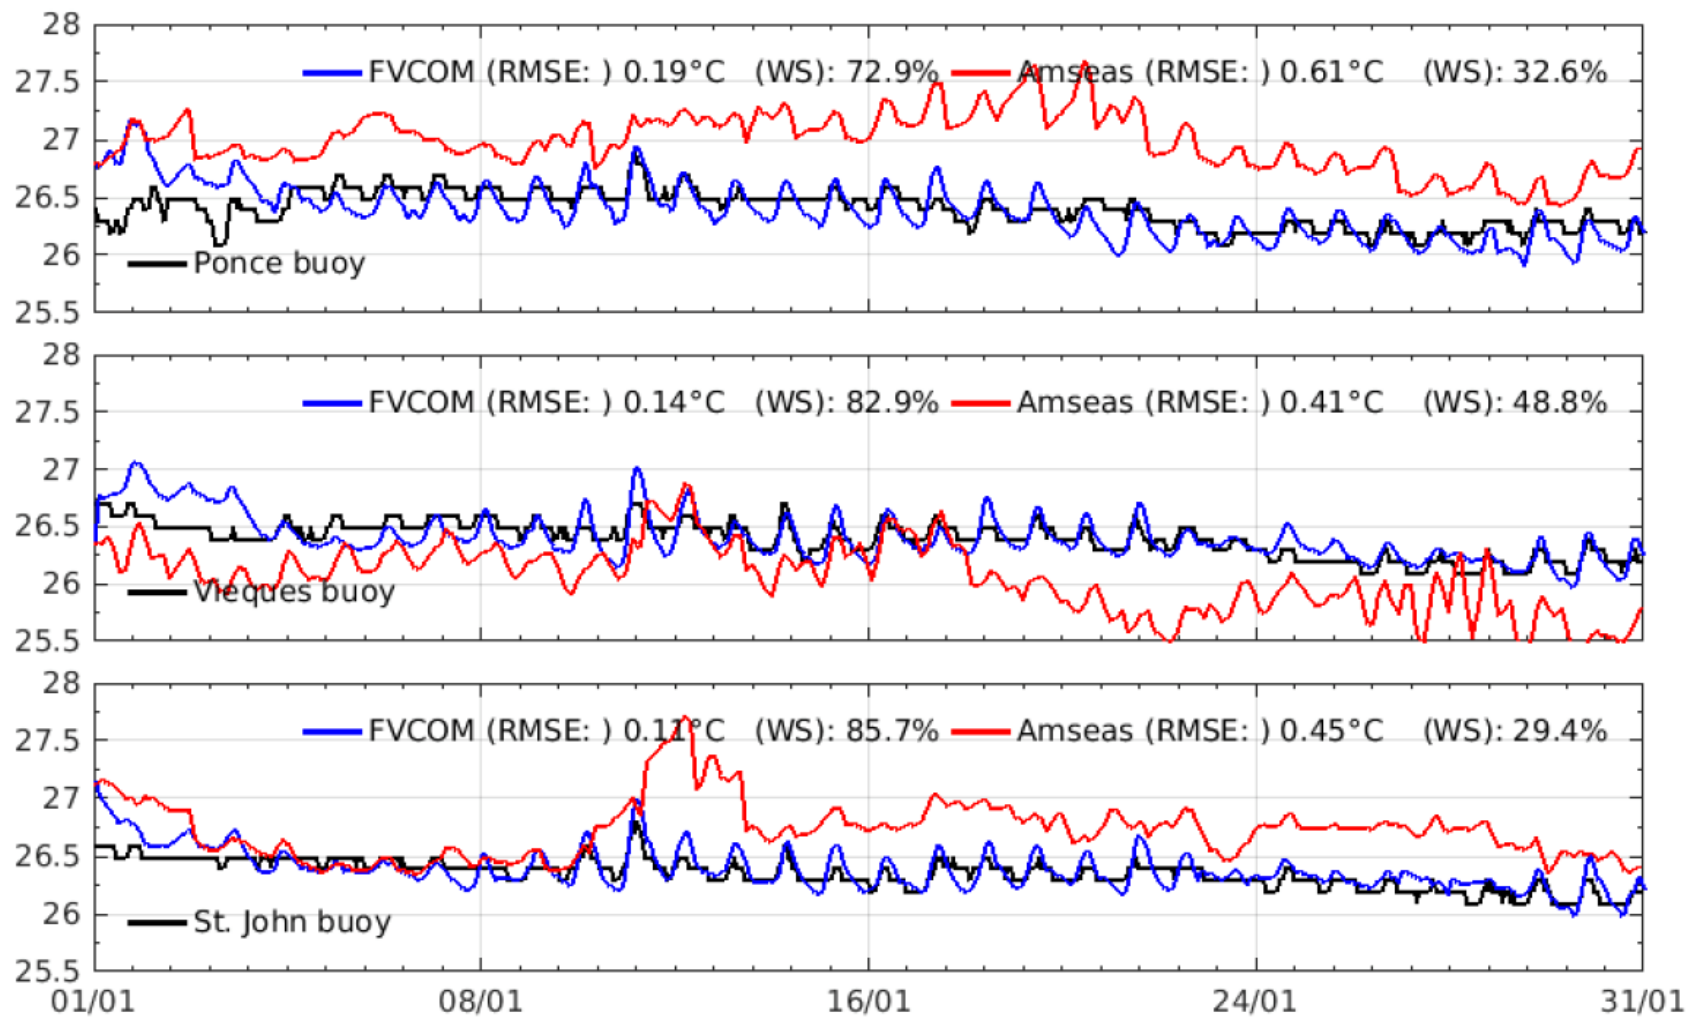 28
FVCOM (RMSE: ) 0.19°C (WS): 72.9% Amseas (RMSE: ) 0.61°C (WS): 32.6%
27.5
27
26.5
26
Ponce buoy
25.5
28
FVCOM (RMSE: ) 0.14°C (WS): 82.9% Amseas (RMSE: ) 0.41°C (WS): 48.8%
27.5
27
26.5
26
Vieques buoy
25.5
28
FVCOM (RMSE: ) 0.11°C (WS): 85.7% Amseas (RMSE: ) 0.45°C (WS): 29.4%
27.5
27
26.5
26
St. John buoy
25.5
01/01 08/01 16/01 24/01 31/01